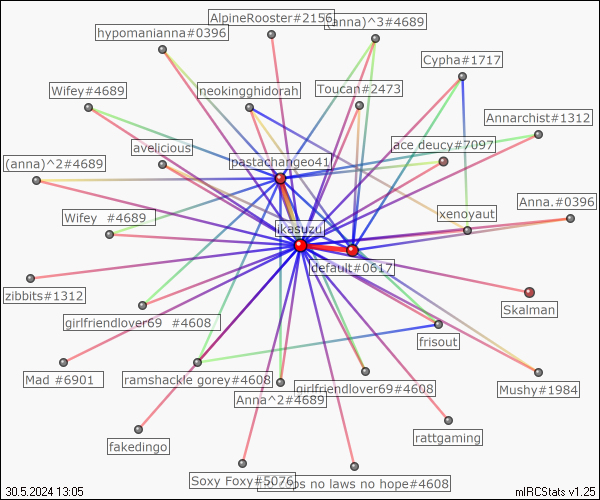 AlpineRooster#2156
(anna)^3#4689
hypomanianna#0396
Cypha#1717
Wifey#4689
neokingghidorah
Toucan#2473
Annarchist#1312
avelicious
ace deucy#7097
(anna)^2#4689
pastachangeo41
Anna.#0396
Wifey #4689
xenoyaut
ikasuzu
default#0617
zibbits#1312
Skalman
girlfriendlover69 #4608
frisout
Mad #6901
ramshackle gorey#4608
girlfriendlover69#4608
Mushy#1984
Anna^2#4689
fakedingo
rattgaming
Soxy Foxy#5076
ps no laws no hope#4608
30.5.2024 13:05
mIRCStats v1.25